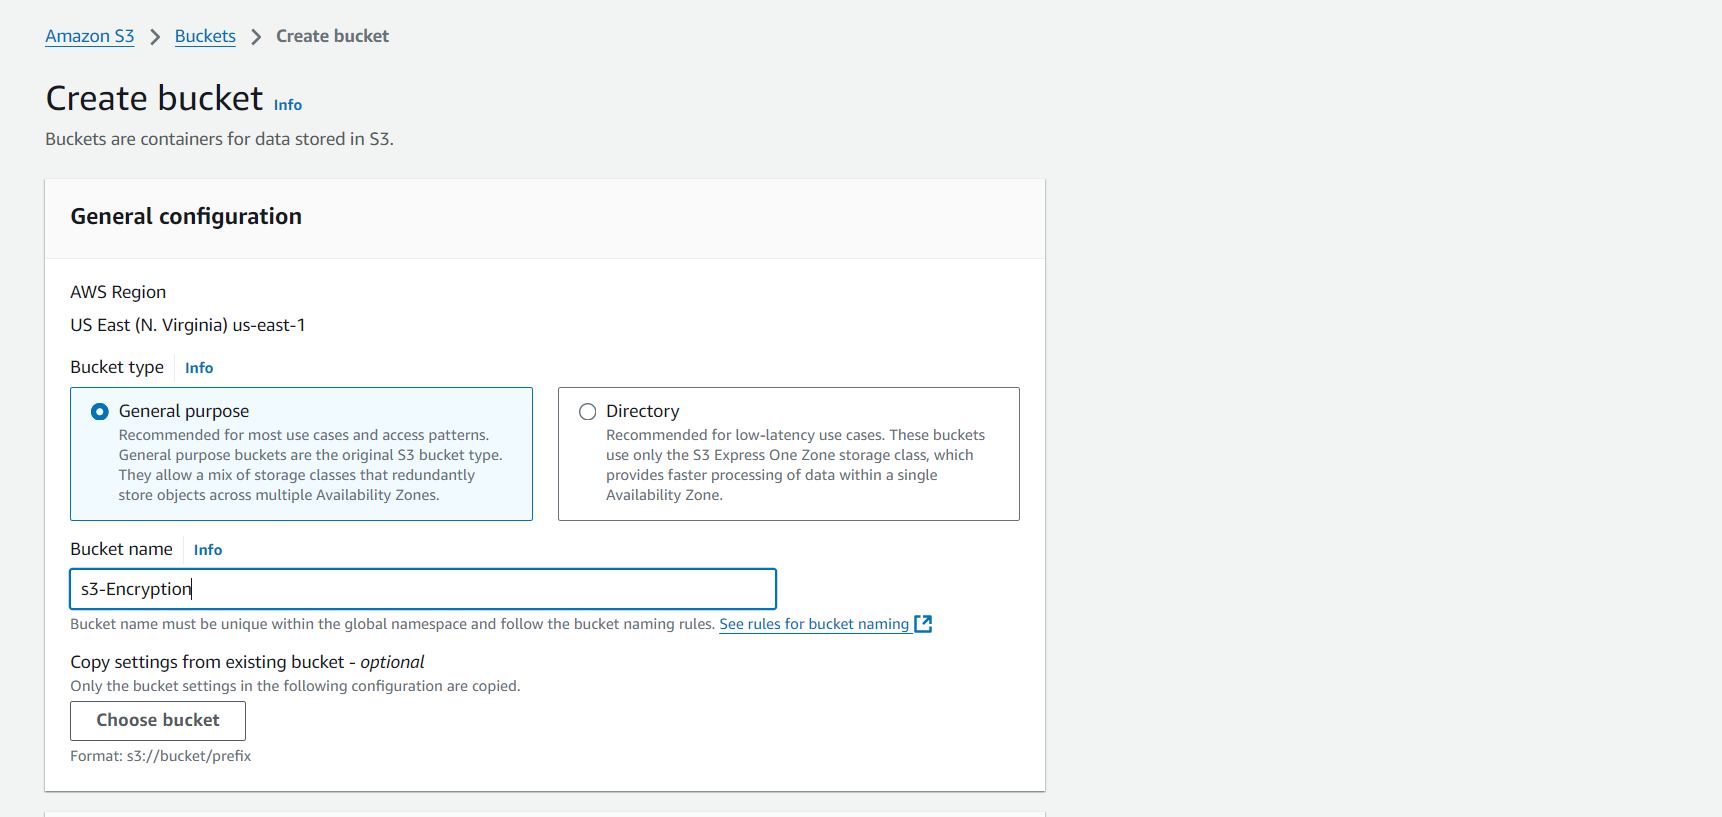 Amazon S3 > Buckets > Create bucket
Create bucket Info
Buckets are containers for data stored in S3.
General configuration
AWS Region
US East (N. Virginia) us-east-1
Bucket type Info
General purpose
Recommended for most use cases and access patterns.
General purpose buckets are the original S3 bucket type.
They allow a mix of storage classes that redundantly
store objects across multiple Availability Zones.
Directory
Recommended for low-latency use cases. These buckets
use only the S3 Express One Zone storage class, which
provides faster processing of data within a single
Availability Zone.
Bucket name Info
s3-Encryption
Bucket name must be unique within the global namespace and follow the bucket naming rules. See rules for bucket naming
Copy settings from existing bucket - optional
Only the bucket settings in the following configuration are copied.
Choose bucket
Format: s3://bucket/prefix